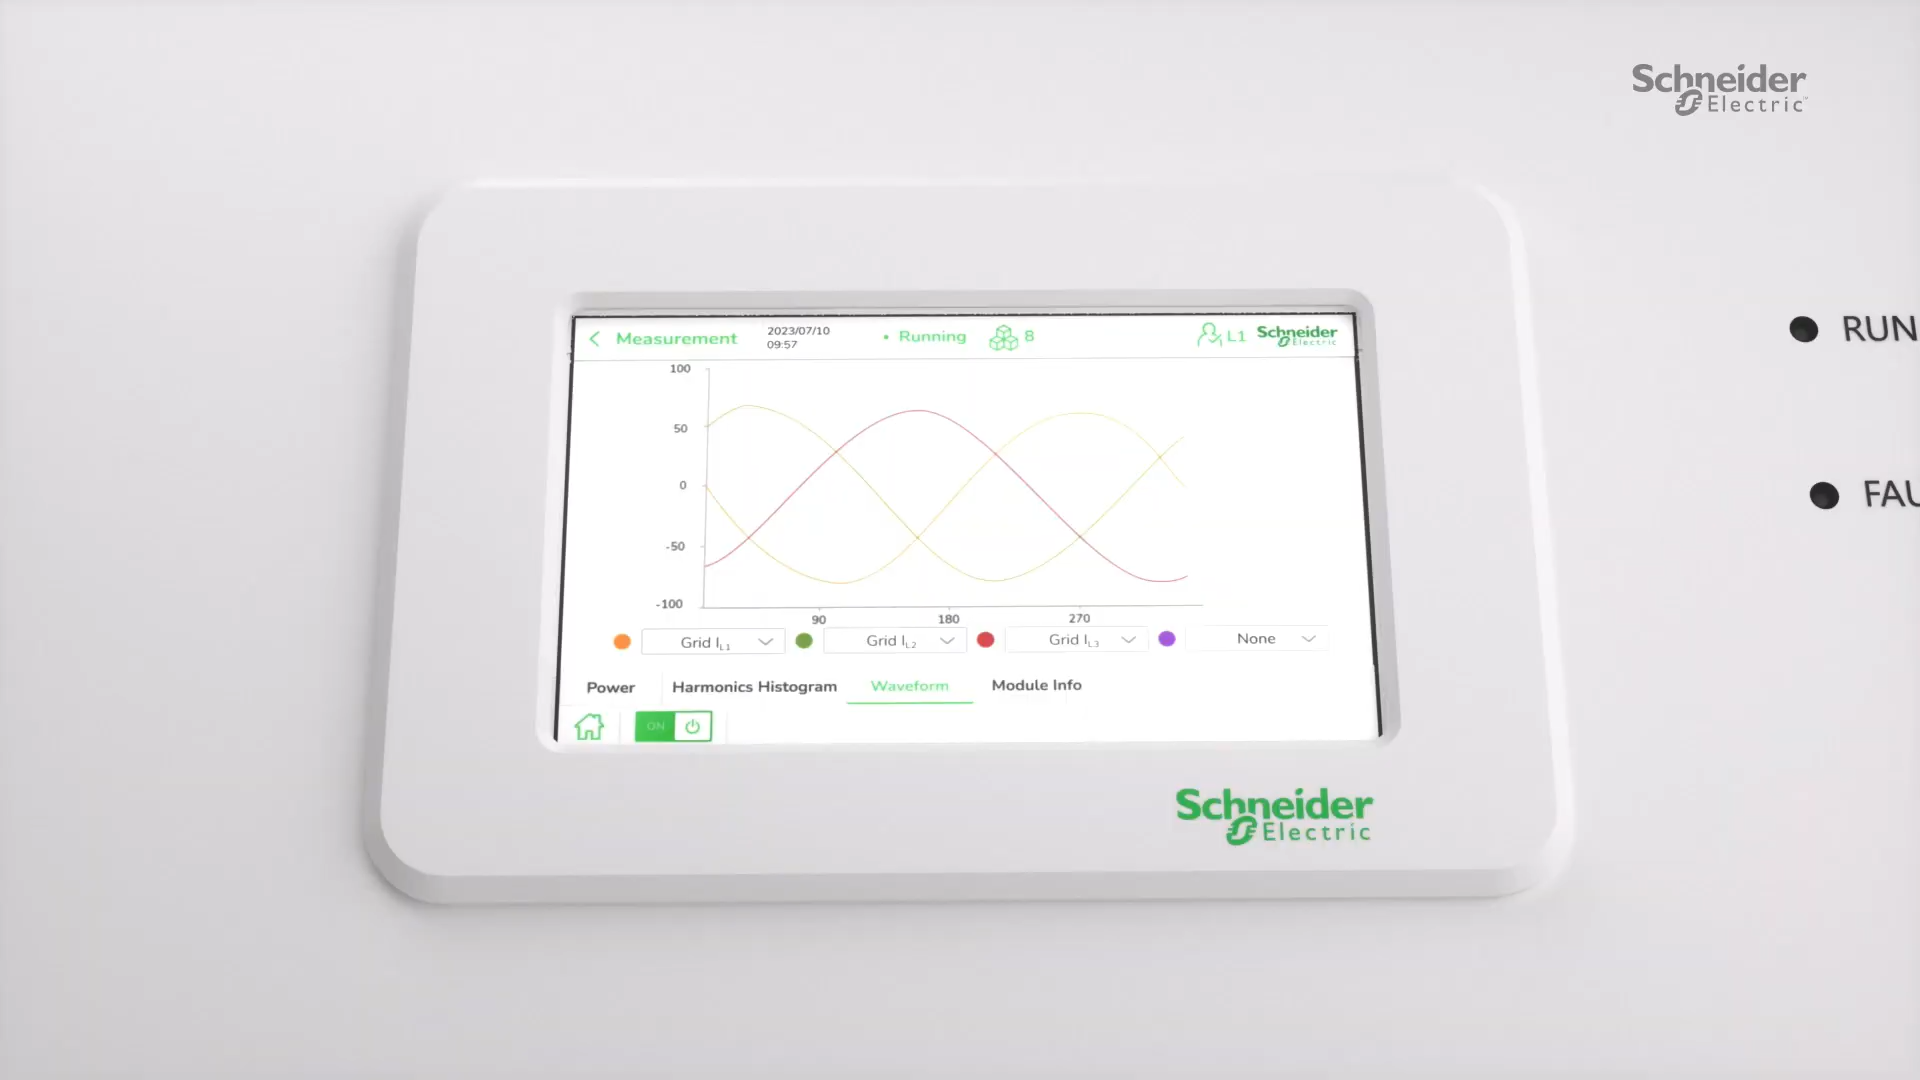 Schneider
Electric
Measurement
2023/07/10
09:57
Running
8
L1
Schneider
Electric
100
50
0
-50
-100
90
180
270
Grid IL1
Grid IL2
Grid IL3
None
Power
Harmonics Histogram
Waveform
Module Info
ON
Schneider
Electric
RUN
FAU